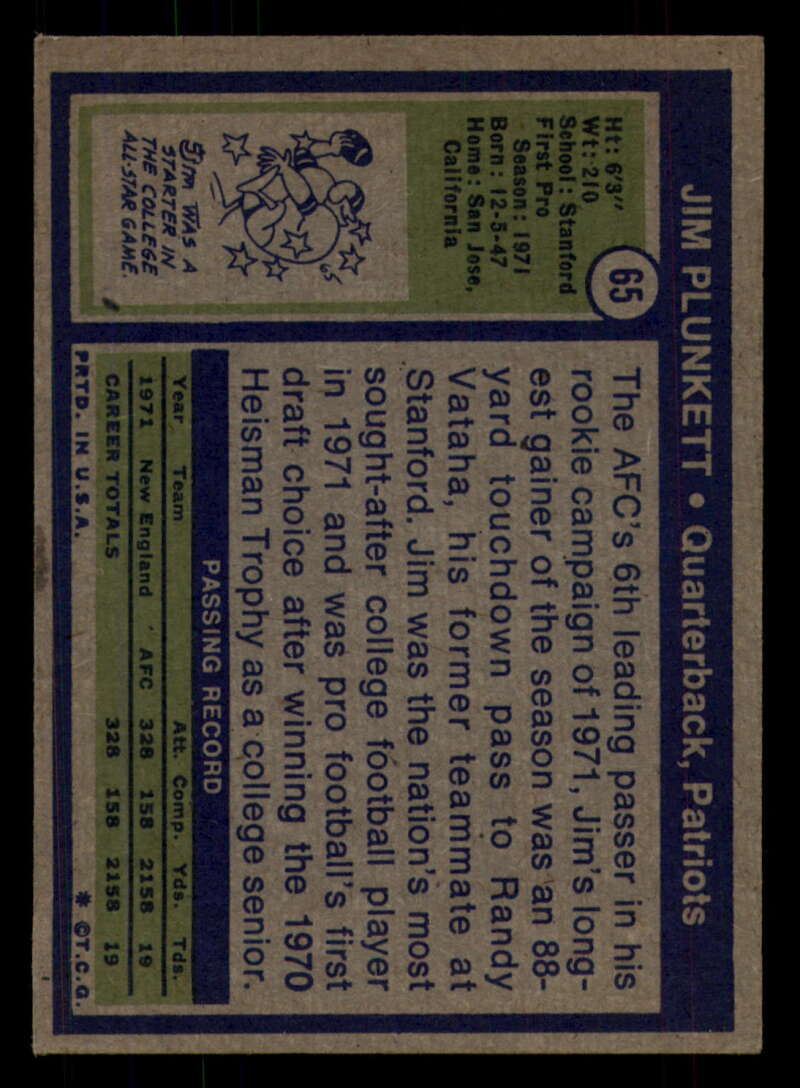 JIM PLUNKETT • Quarterback, Patriots
65
Ht: 6'3"
Wt: 210
School: Stanford
First Pro
Season: 1971
Born: 12-5-47
Home: San Jose,
California
65
JIM WAS A
STARTER IN
THE COLLEGE
ALL-STAR GAME.
The AFC's 6th leading passer in his
rookie campaign of 1971, Jim's long-
est gainer of the season was an 88-
yard touchdown pass to Randy
Vataha, his former teammate at
Stanford. Jim was the nation's most
sought-after college football player
in 1971 and was pro football's first
draft choice after winning the 1970
Heisman Trophy as a college senior.
PASSING RECORD
Year Team Att. Comp. Yds. Tds.
1971 New England AFC 328 158 2158 19
CAREER TOTALS 328 158 2158 19
PRTD. IN U.S.A. * ©T.C.G.